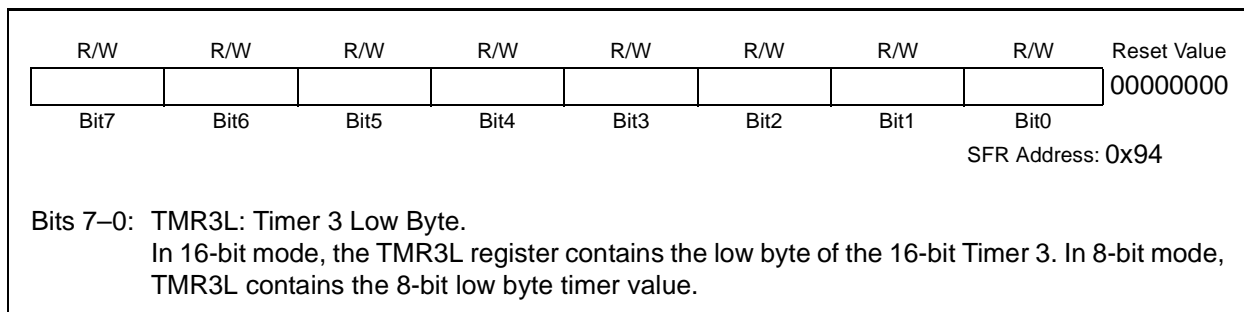 R/W R/W R/W R/W R/W R/W R/W R/W Reset Value
00000000
Bit7 Bit6 Bit5 Bit4 Bit3 Bit2 Bit1 Bit0
SFR Address: 0x94
Bits 7–0: TMR3L: Timer 3 Low Byte.
In 16-bit mode, the TMR3L register contains the low byte of the 16-bit Timer 3. In 8-bit mode,
TMR3L contains the 8-bit low byte timer value.